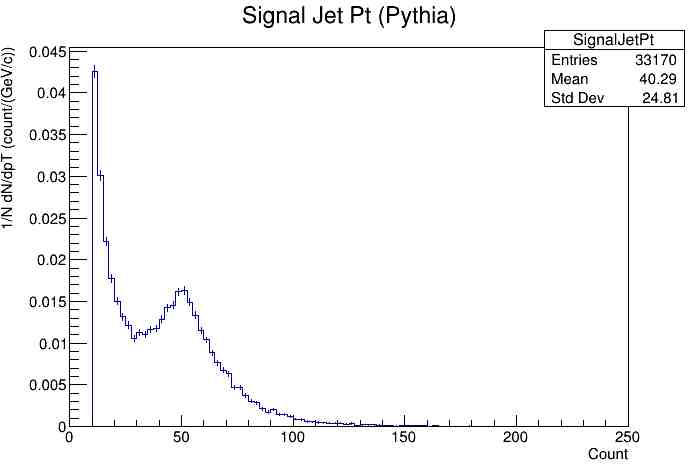 Signal Jet Pt (Pythia)
SignalJetPt
Entries 33170
Mean 40.29
Std Dev 24.81
1/N dN/dpT (count/(GeV/c))
0.045
0.04
0.035
0.03
0.025
0.02
0.015
0.01
0.005
0
0 50 100 150 200 250
Count